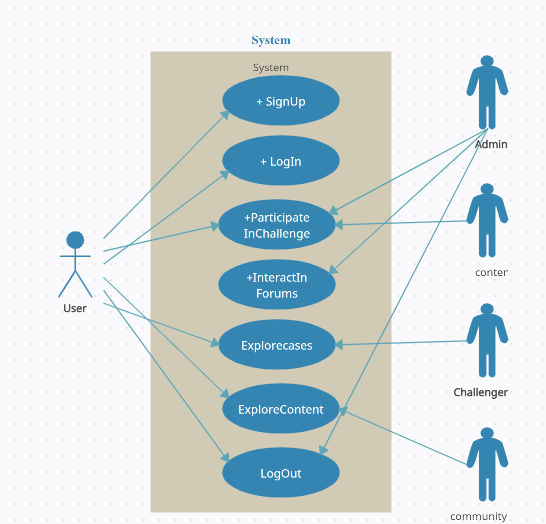 System
System
+ SignUp
+ LogIn
+Participate
InChallenge
+InteractIn
Forums
Explorecases
ExploreContent
LogOut
User
Admin
conter
Challenger
community